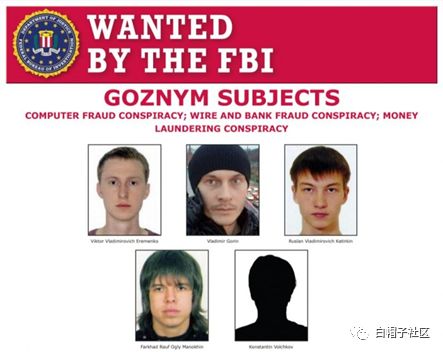 WANTED
BY THE FBI
GOZNYM SUBJECTS
COMPUTER FRAUD CONSPIRACY; WIRE AND BANK FRAUD CONSPIRACY; MONEY
LAUNDERING CONSPIRACY
Viktor Vladimirovich Eremenko
Vladimir Gorin
Ruslan Vladimirovich Katirkin
Farkhad Rauf Ogly Manokhin
Konstantin Volchkov
白帽子社区